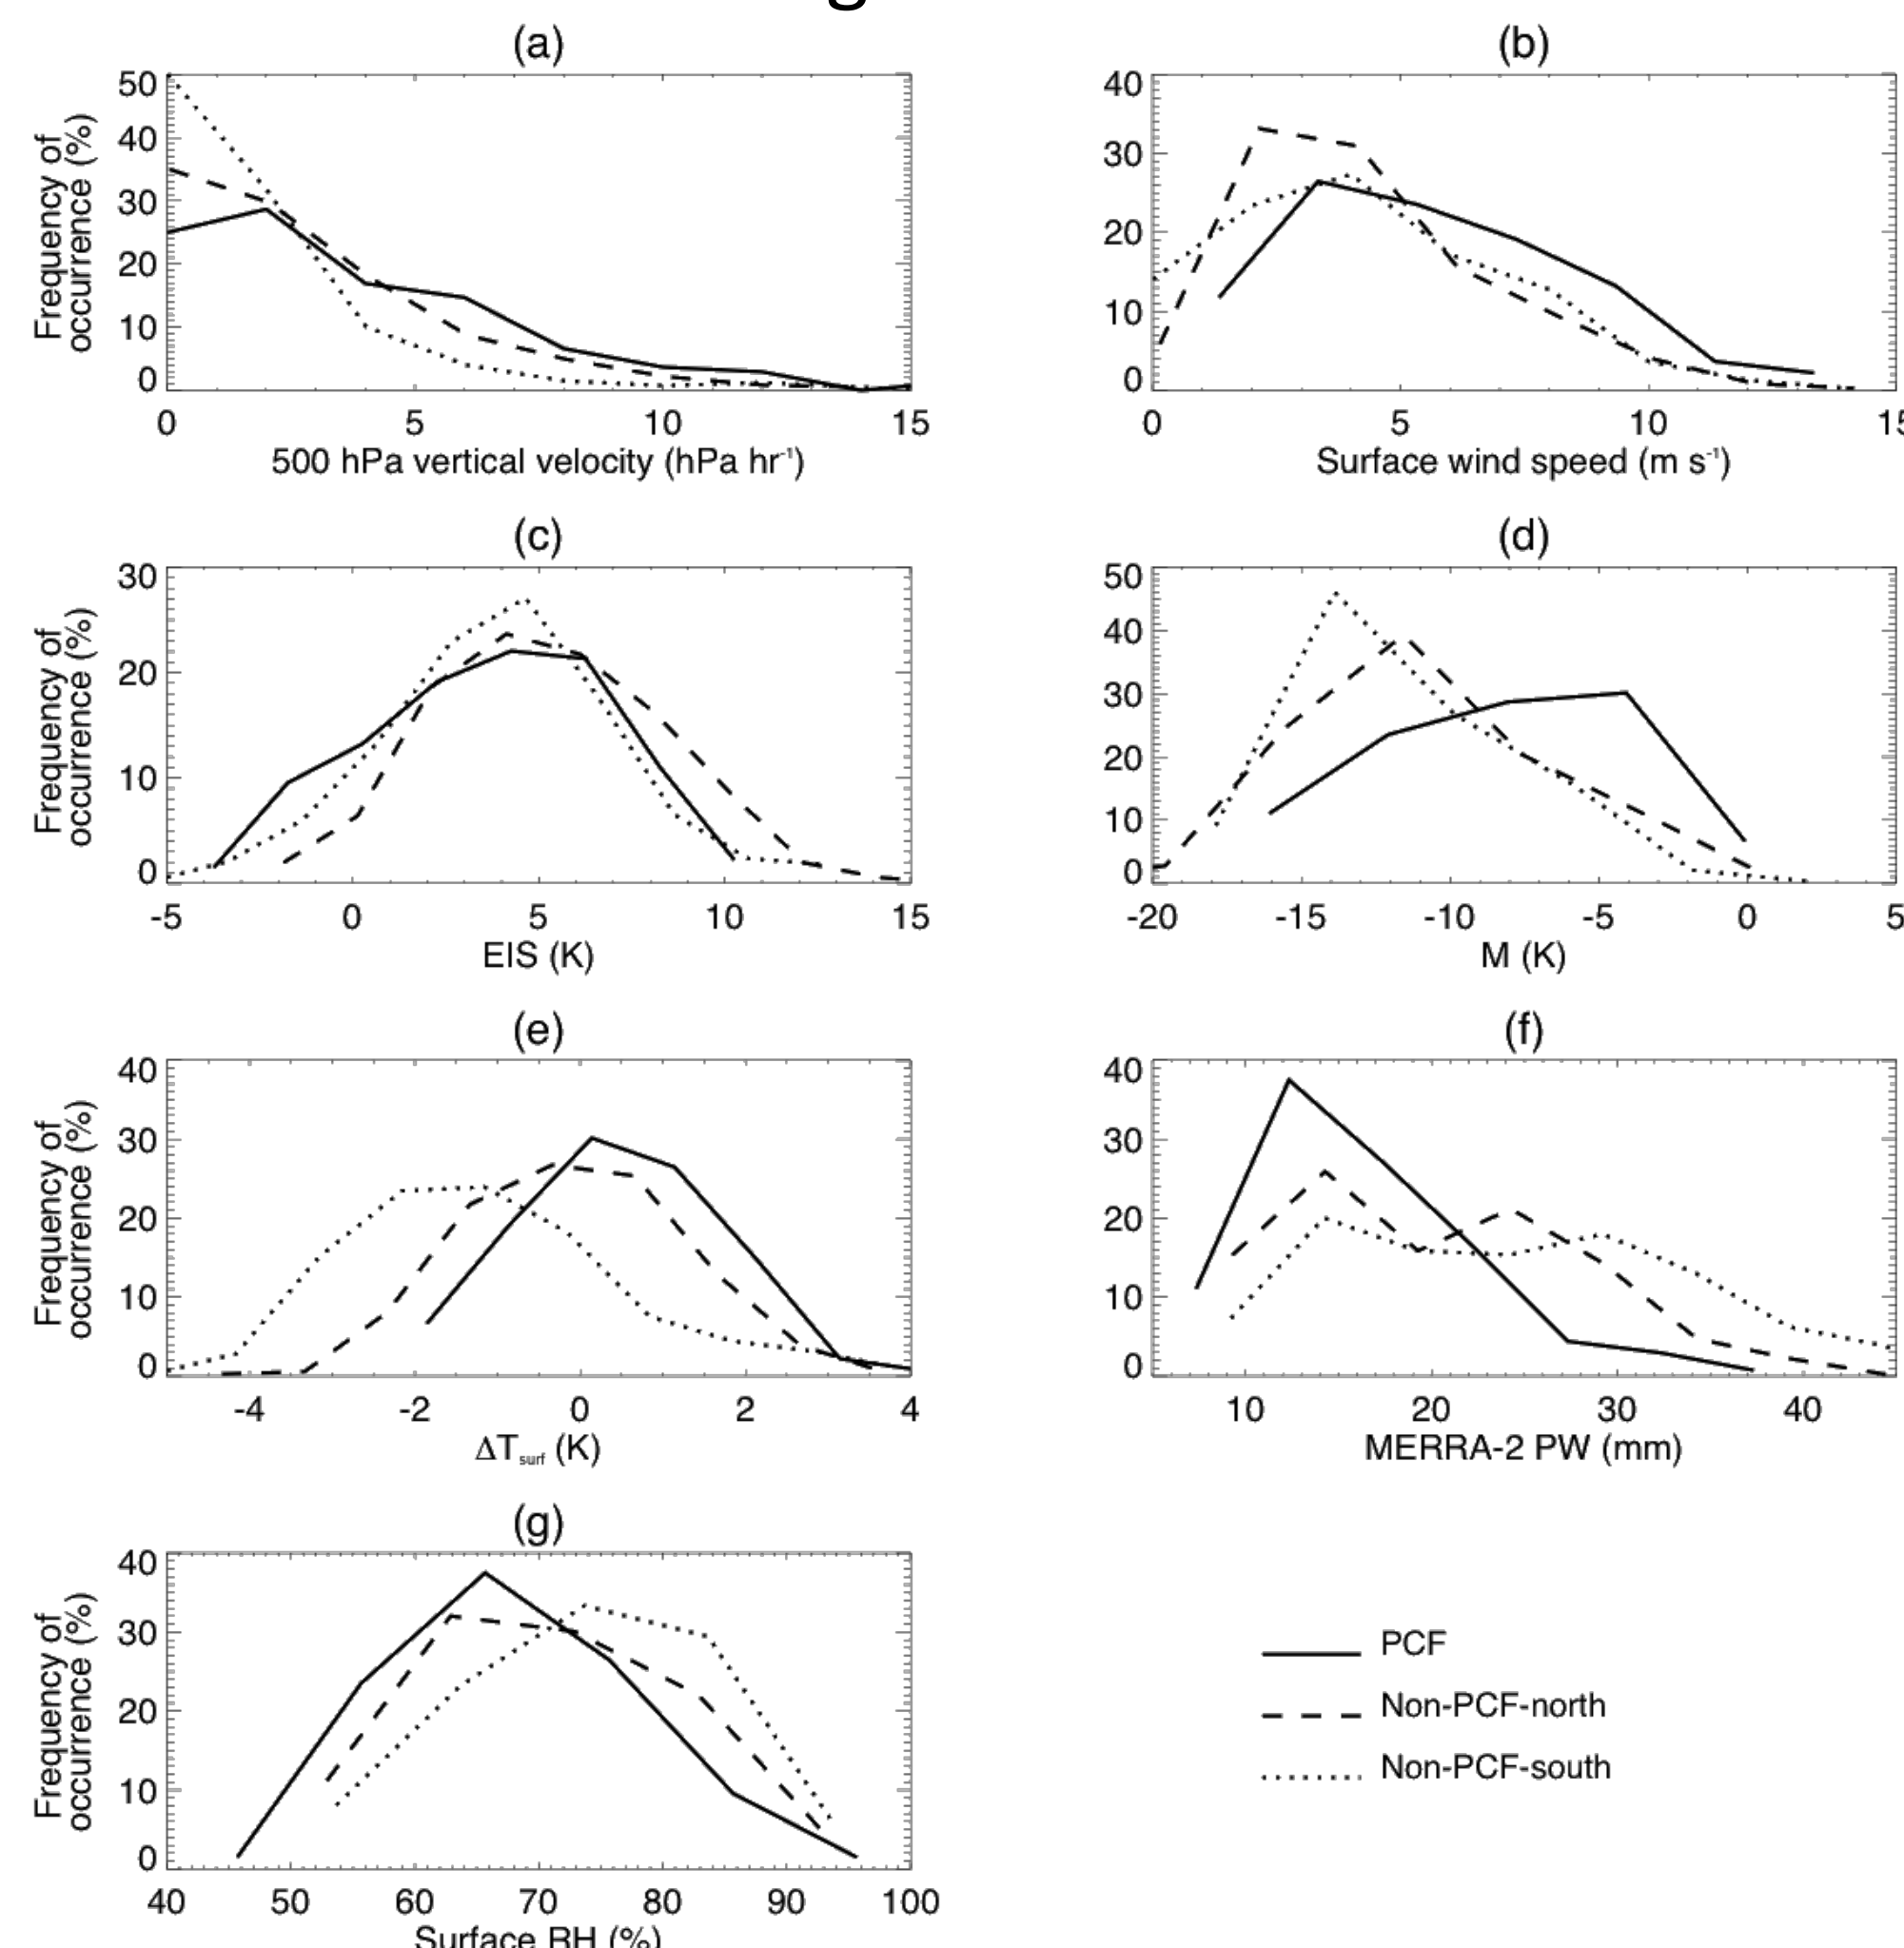 (a)
Frequency of
occurrence (%)
50
40
30
20
10
0
0 5 10 15
500 hPa vertical velocity (hPa hr-1)
(b)
40
30
20
10
0
0 5 10 15
Surface wind speed (m s-1)
(c)
Frequency of
occurrence (%)
30
20
10
0
-5 0 5 10 15
EIS (K)
(d)
50
40
30
20
10
0
-20 -15 -10 -5 0 5
M (K)
(e)
Frequency of
occurrence (%)
40
30
20
10
0
-4 -2 0 2 4
ΔTsurf (K)
(f)
40
30
20
10
0
10 20 30 40
MERRA-2 PW (mm)
(g)
Frequency of
occurrence (%)
40
30
20
10
0
40 50 60 70 80 90 100
Surface RH (%)
PCF
Non-PCF-north
Non-PCF-south